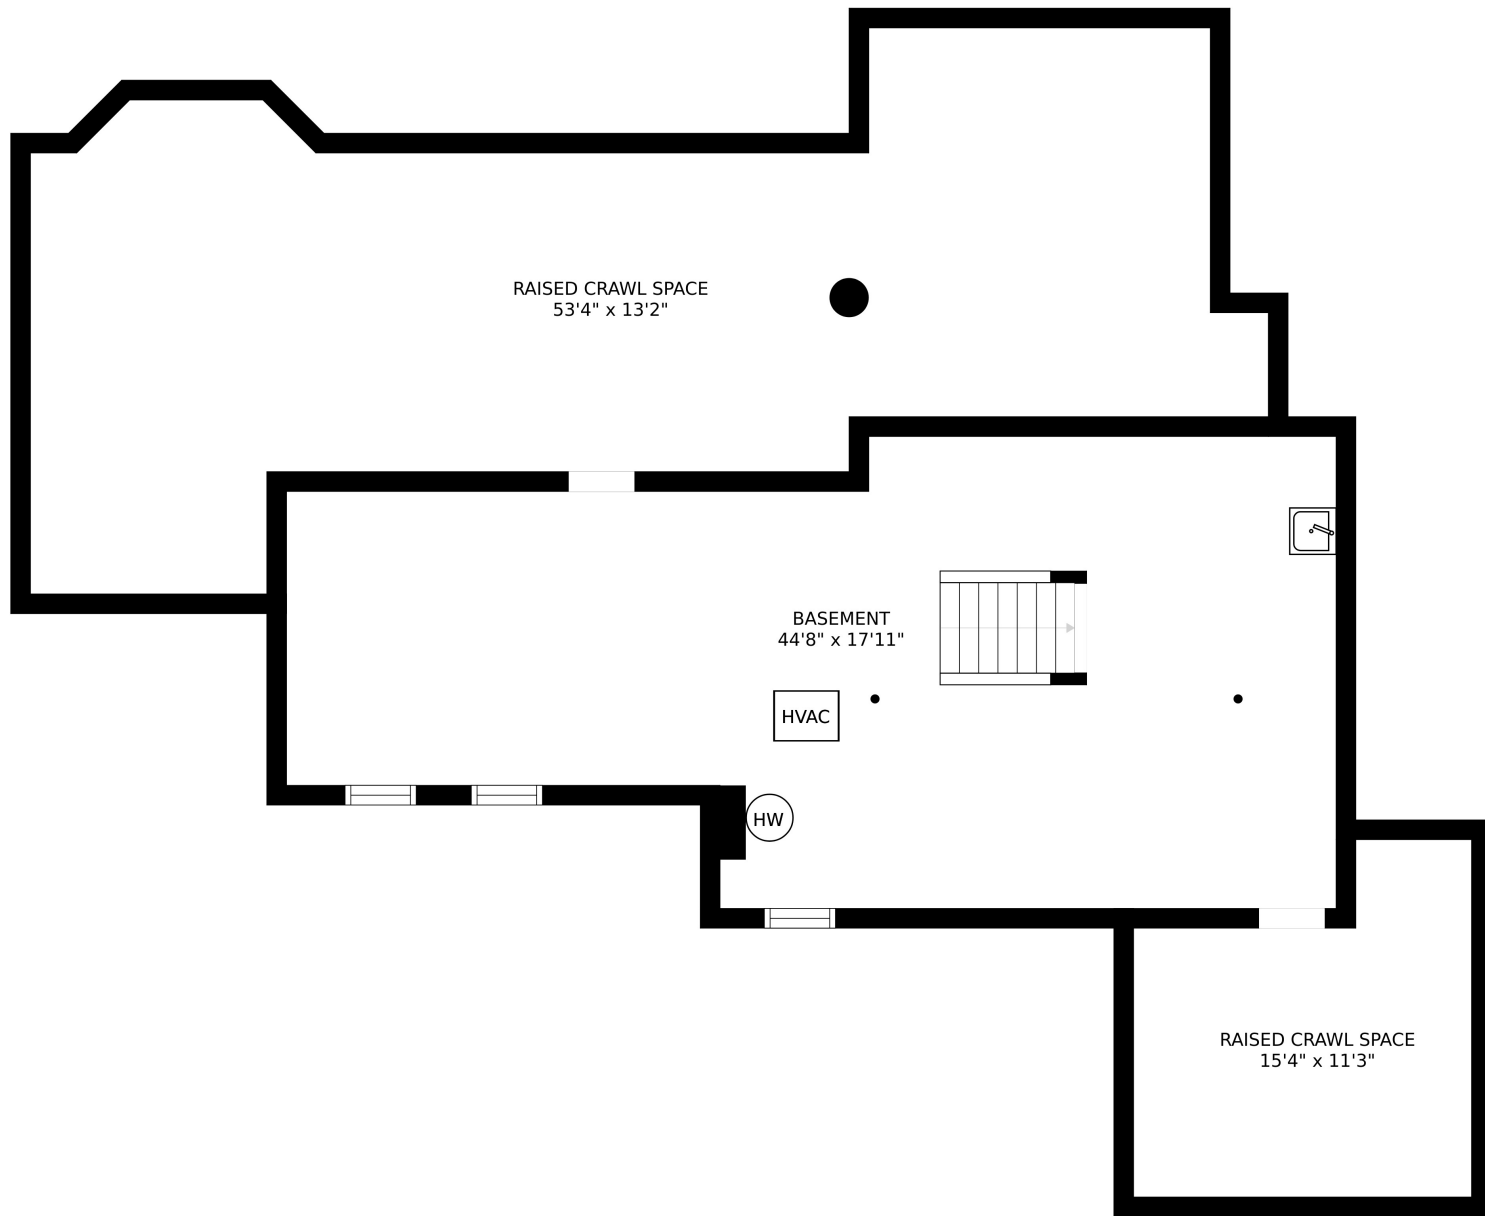 RAISED CRAWL SPACE
53'4" x 13'2"
BASEMENT
44'8" x 17'11"
HVAC
HW
RAISED CRAWL SPACE
15'4" x 11'3"